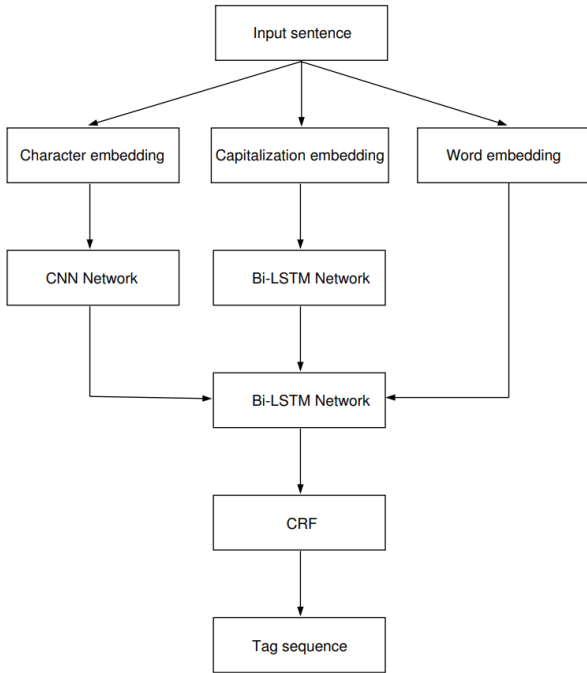 Input sentence
Character embedding
Capitalization embedding
Word embedding
CNN Network
Bi-LSTM Network
Bi-LSTM Network
CRF
Tag sequence